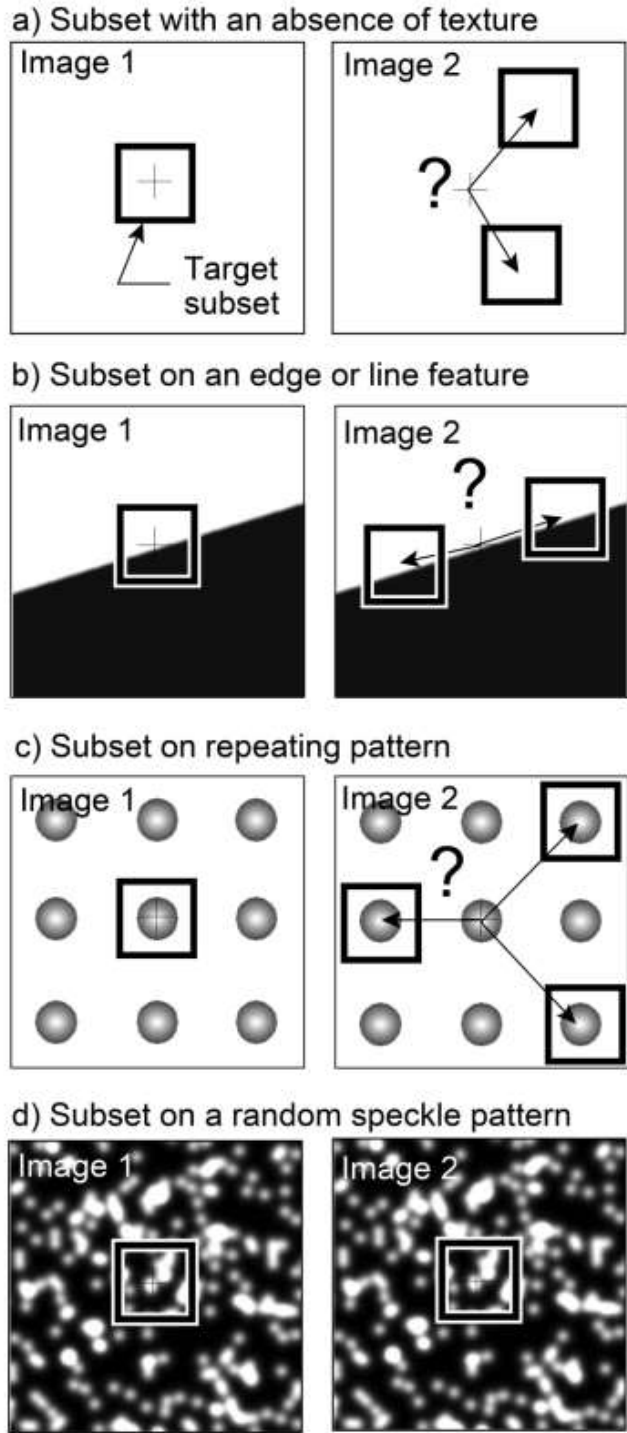 a) Subset with an absence of texture
Image 1
Image 2
?
Target
subset
b) Subset on an edge or line feature
Image 1
Image 2
?
c) Subset on repeating pattern
Image 1
Image 2
?
d) Subset on a random speckle pattern
Image 1
Image 2